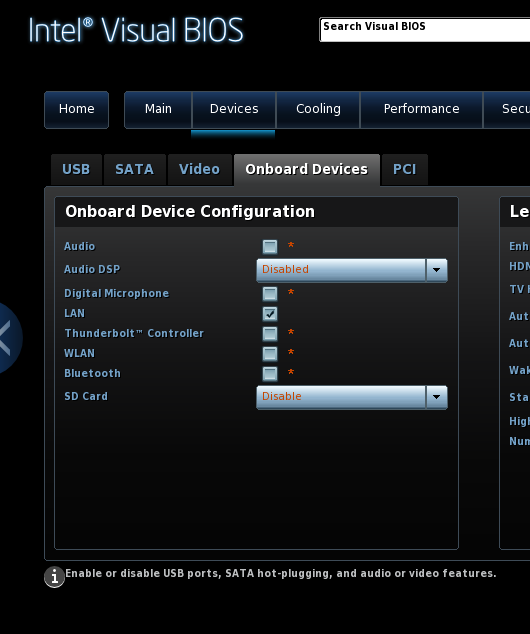 Intel® Visual BIOS
Search Visual BIOS
Home Main Devices Cooling Performance
USB SATA Video Onboard Devices PCI
Onboard Device Configuration
Audio *
Audio DSP Disabled
Digital Microphone *
LAN
Thunderbolt™ Controller *
WLAN *
Bluetooth *
SD Card Disable
Le
Enh
HDN
TV H
Aut
Aut
Wak
Sta
High
Num
Enable or disable USB ports, SATA hot-plugging, and audio or video features.